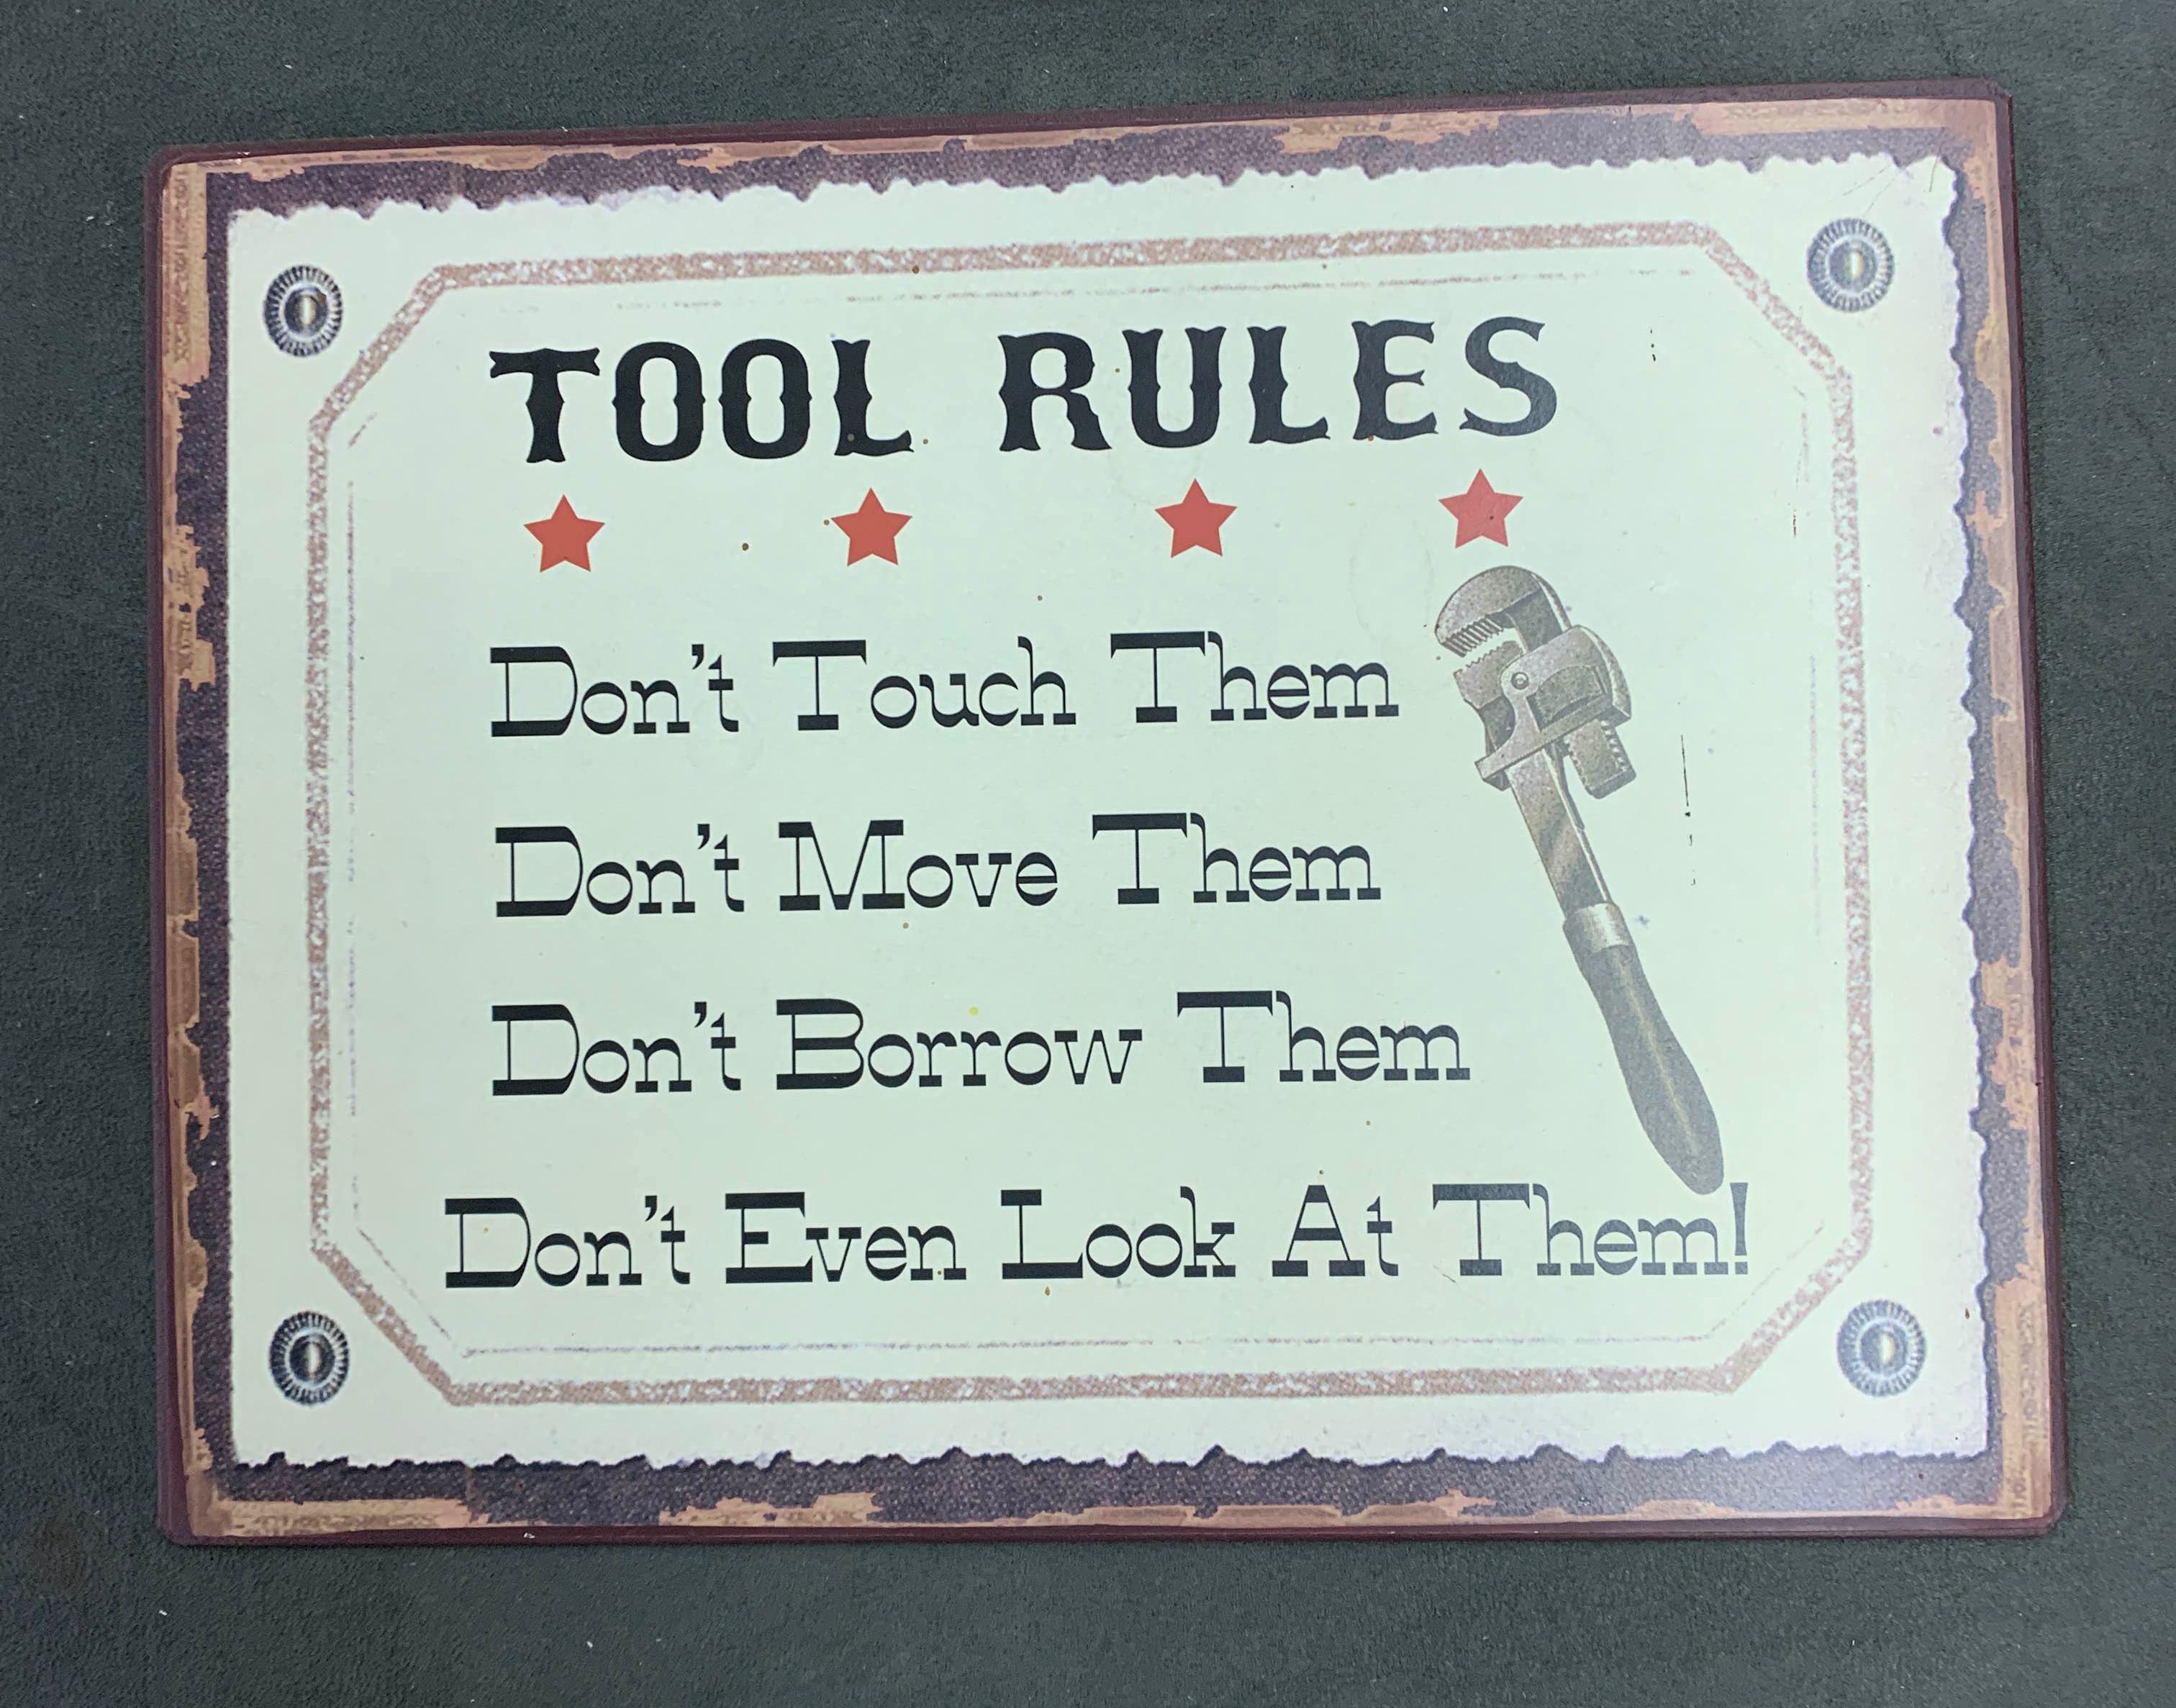 TOOL RULES
Don't Touch Them
Don't Move Them
Don't Borrow Them
Don't Even Look At Them!